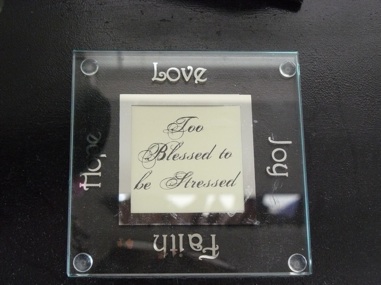 Love
Hope
Too
Blessed to
be Stressed
Joy
Faith